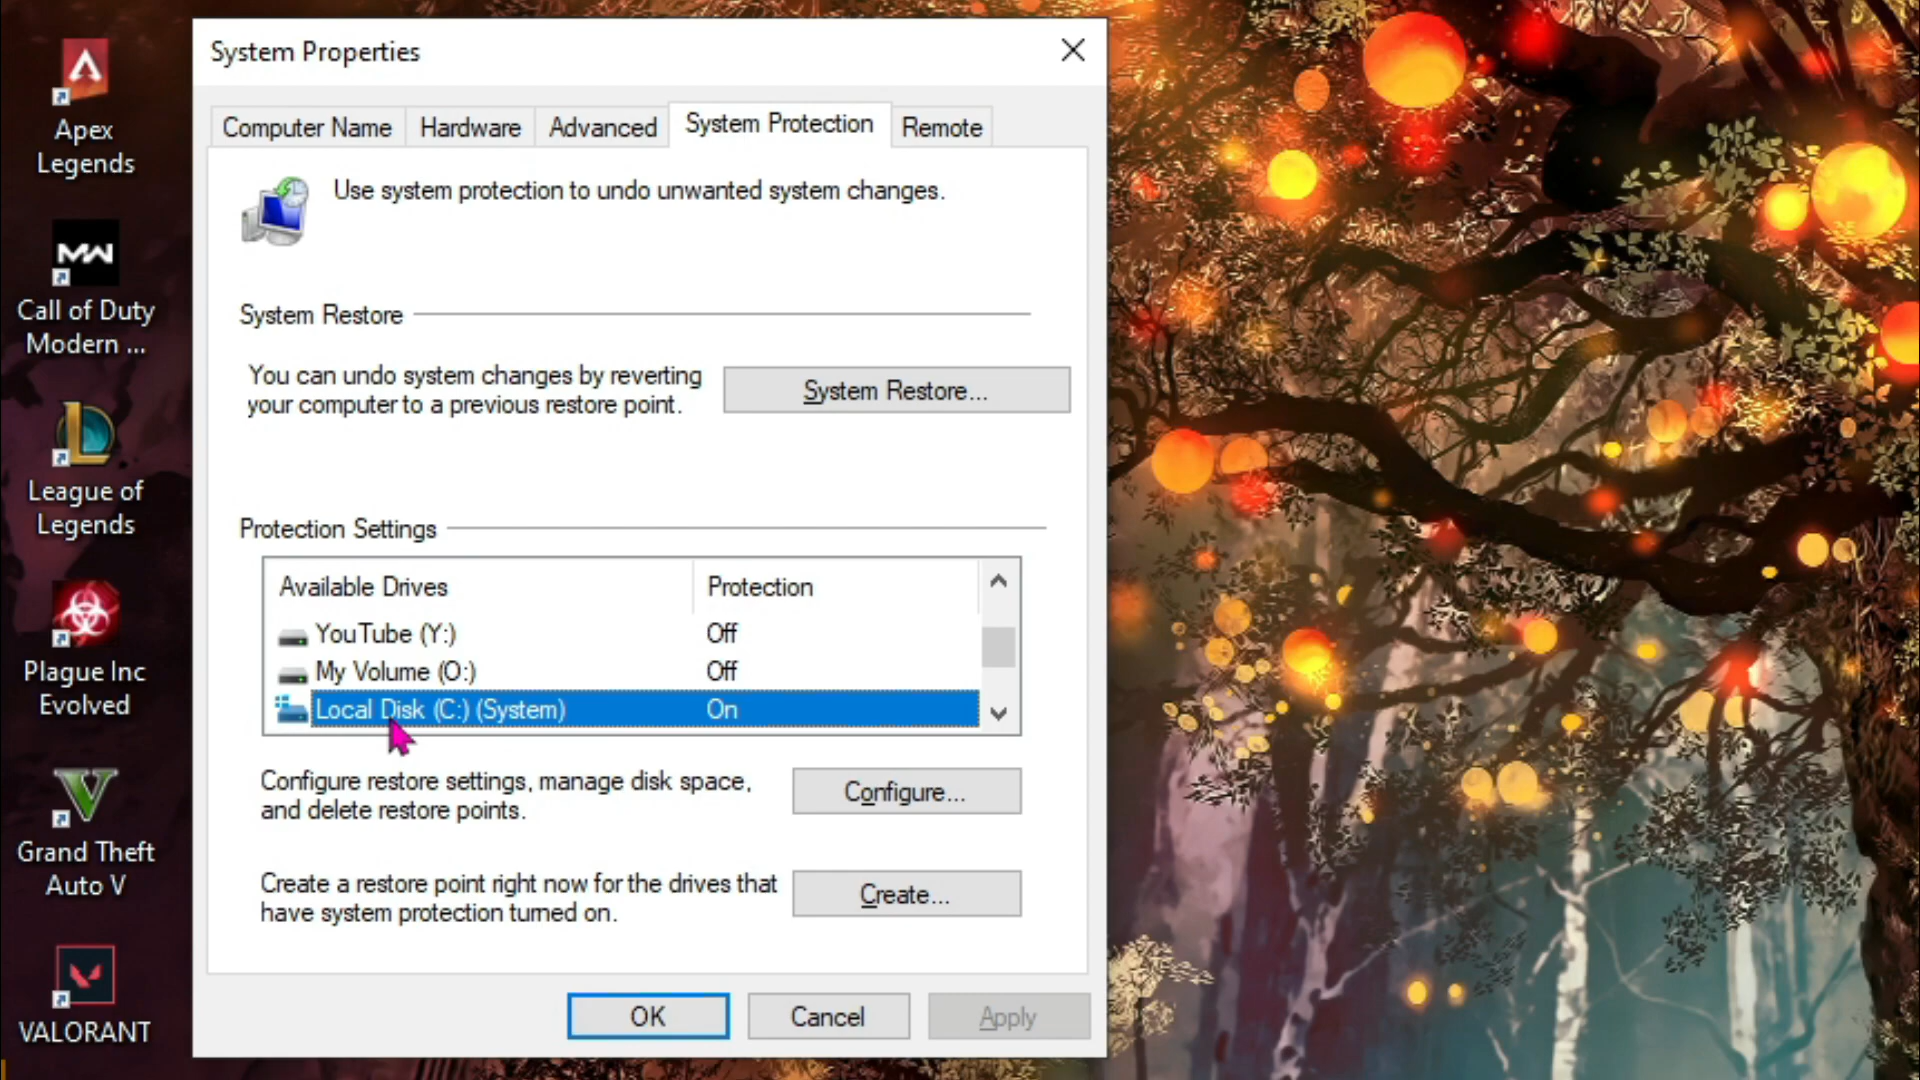 Apex
Legends
MW
Call of Duty
Modern ...
League of
Legends
Plague Inc
Evolved
Grand Theft
Auto V
VALORANT
System Properties
Computer Name
Hardware
Advanced
System Protection
Remote
Use system protection to undo unwanted system changes.
System Restore
You can undo system changes by reverting
your computer to a previous restore point.
System Restore...
Protection Settings
Available Drives
Protection
YouTube (Y:)
Off
My Volume (O:)
Off
Local Disk (C:) (System)
On
Configure restore settings, manage disk space,
and delete restore points.
Configure...
Create a restore point right now for the drives that
have system protection turned on.
Create...
OK
Cancel
Apply